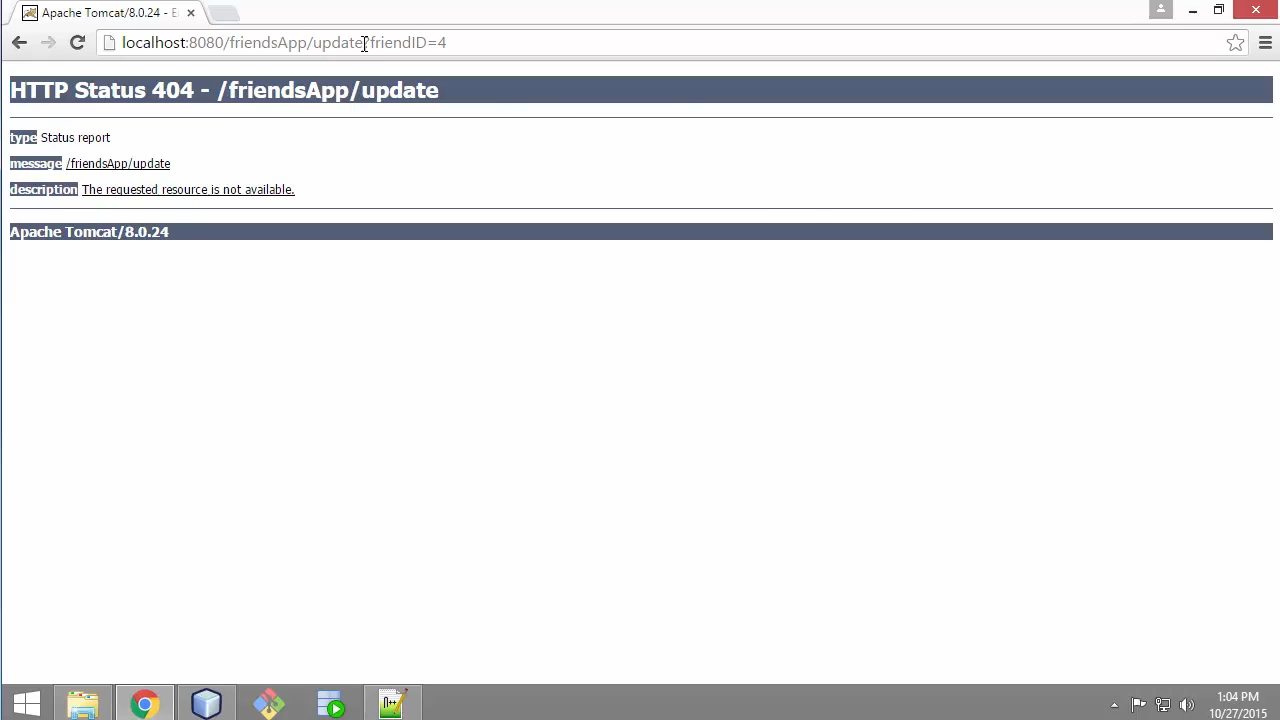 Apache Tomcat/8.0.24 - E
localhost:8080/friendsApp/update?friendID=4
HTTP Status 404 - /friendsApp/update
type Status report
message /friendsApp/update
description The requested resource is not available.
Apache Tomcat/8.0.24
1:04 PM
10/27/2015